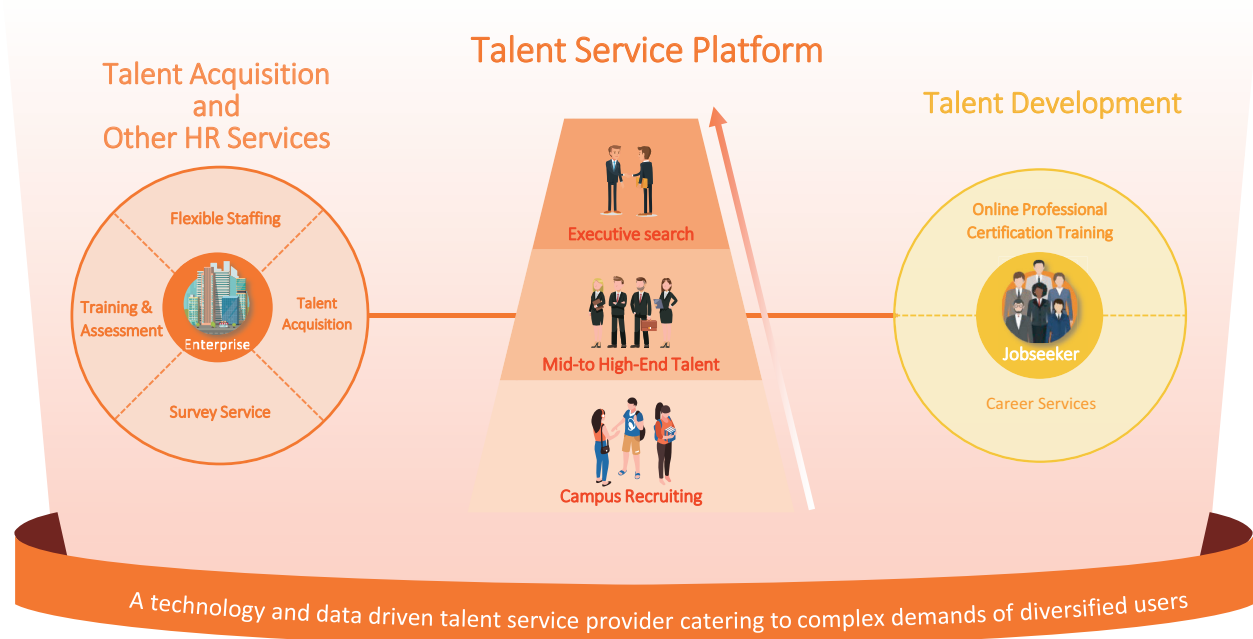 Talent Service Platform
Talent Acquisition
and
Other HR Services
Flexible Staffing
Training &
Assessment
Enterprise
Talent
Acquisition
Survey Service
Executive search
Mid-to High-End Talent
Campus Recruiting
Talent Development
Online Professional
Certification Training
Jobseeker
Career Services
A technology and data driven talent service provider catering to complex demands of diversified users